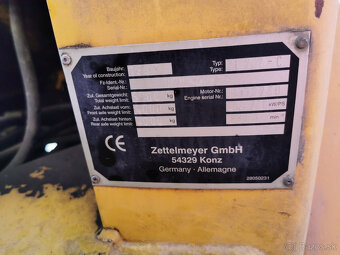 Baujahr: Typ:
Year of construction: Type:
Fz-Ident.-Nr.:
Serial-Nr.: Motor-Nr.:
Zul. Gesamtgewicht: kg Engine serial Nr.:
Total weight limit:
Zul. Achslast vorn: kg kW/PS
Front axle weight limit:
Zul. Achslast hinten: kg min
Rear axle weight limit:
CE
Zettelmeyer GmbH
54329 Konz
Germany · Allemagne
28050231